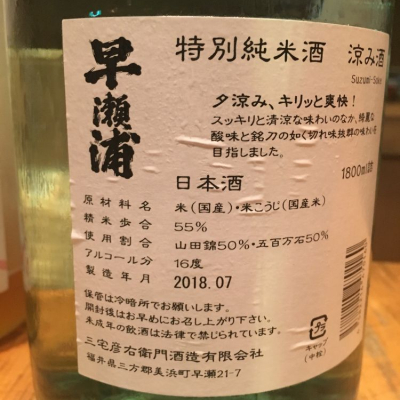 早瀬浦
特別純米酒 涼み酒
Suzumi-Sake
夕涼み、キリッと爽快！
スッキリと清涼な味わいのなか、綺麗な
酸味と銘刀の如く切れ味抜群の味わいを
目指しました。
日本酒
1800ml詰
原材料名 米(国産)・米こうじ(国産米)
精米歩合 55%
使用割合 山田錦50%・五百万石50%
アルコール分 16度
製造年月 2018.07
保管は冷暗所でお願いします。
開封後はお早めにお召し上がり下さい。
未成年の飲酒は法律で禁じられています。
三宅彦右衛門酒造有限会社
福井県三方郡美浜町早瀬21-7
プラ
キャップ
(中栓)